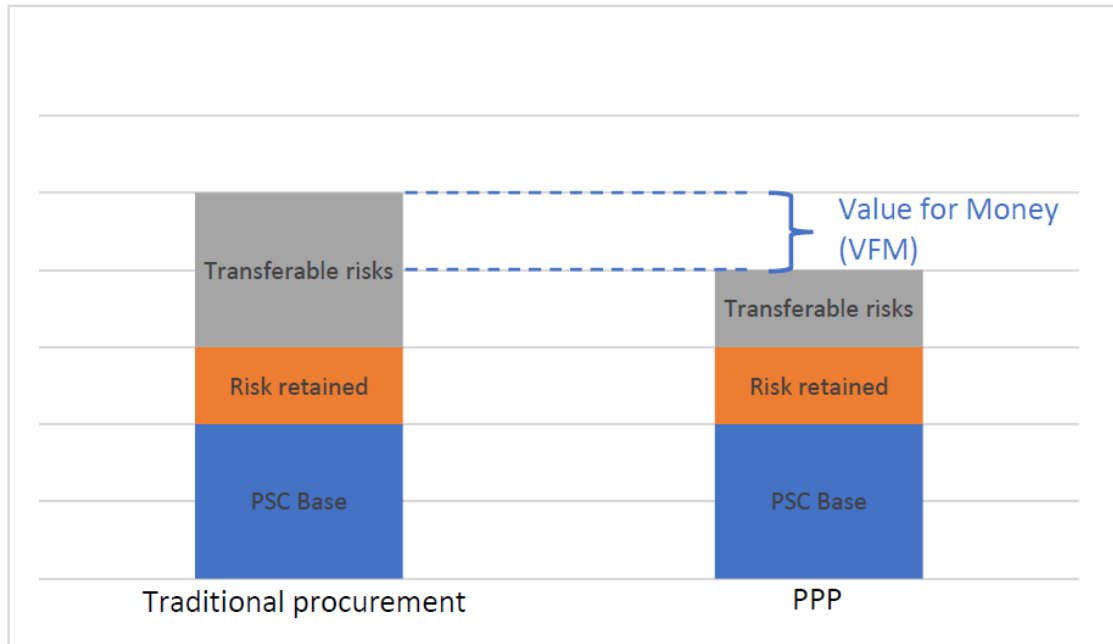 Value for Money
(VFM)
Transferable risks
Transferable risks
Risk retained
Risk retained
PSC Base
PSC Base
Traditional procurement
PPP